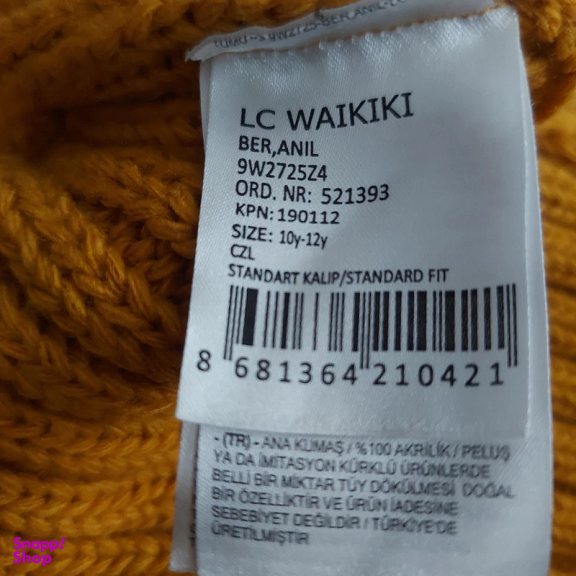 LC WAIKIKI
BER,ANIL
9W2725Z4
ORD. NR: 521393
KPN: 190112
SIZE: 10y-12y
CZL
STANDART KALIP/STANDARD FIT
8 681364 210421
- (TR) - ANA KUMAŞ / %100 AKRİLİK / PELUŞ
YA DA İMİTASYON KÜRKLÜ ÜRÜNLERDE
BELLİ BİR MİKTAR TÜY DÖKÜLMESİ DOĞAL
BİR ÖZELLİKTİR VE ÜRÜN İADESİNE
SEBEBİYET DEĞİLDİR / TÜRKİYE'DE
ÜRETİLMİŞTİR
Snapp!
Shop